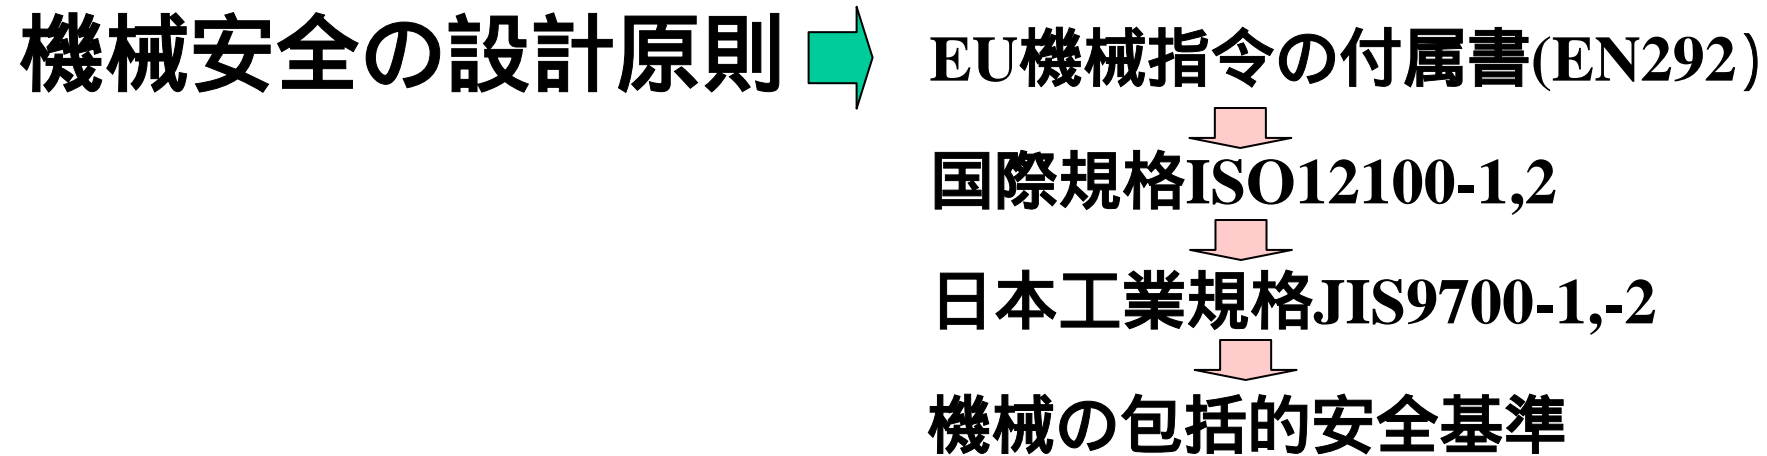 機械安全の設計原則
EU機械指令の付属書(EN292)
国際規格ISO12100-1,2
日本工業規格JIS9700-1,-2
機械の包括的安全基準